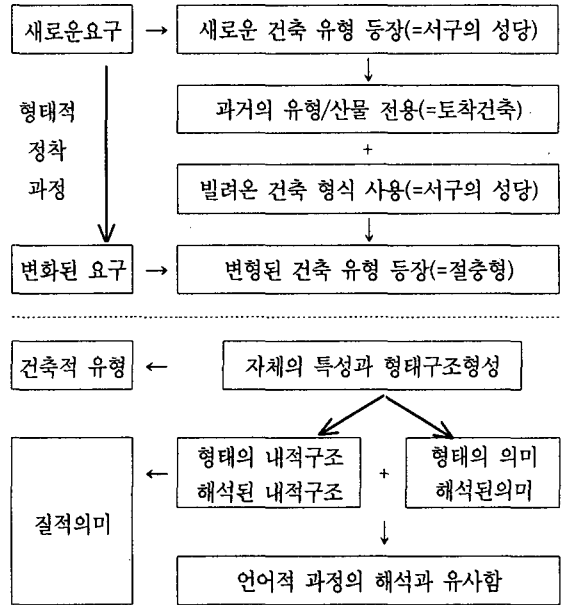 새로운요구 → 새로운 건축 유형 등장(=서구의 성당)
↓
형태적
정착
과정
과거의 유형/산물 전용(=토착건축)
+
빌려온 건축 형식 사용(=서구의 성당)
↓
변화된 요구 → 변형된 건축 유형 등장(=절충형)
건축적 유형 ← 자체의 특성과 형태구조형성
질적의미 ←
형태의 내적구조
해석된 내적구조
+
형태의 의미
해석된의미
↓
언어적 과정의 해석과 유사함